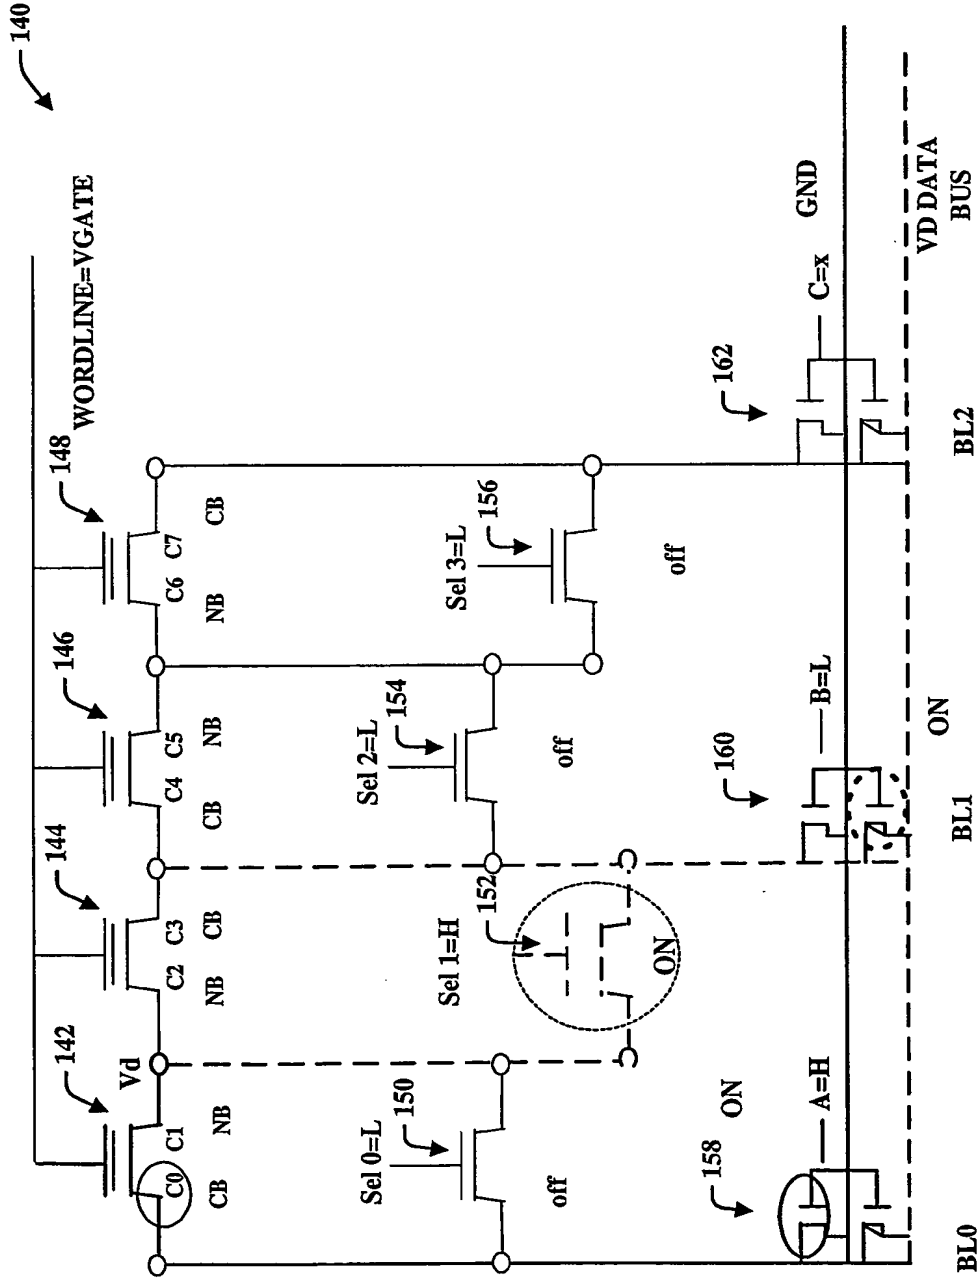 140
WORDLINE=VGATE
142
144
146
148
Vd
C0
C1
C2
C3
C4
C5
C6
C7
CB
NB
NB
CB
CB
NB
NB
CB
Sel 0=L
150
off
Sel 1=H
152
ON
Sel 2=L
154
off
Sel 3=L
156
off
158
ON
A=H
160
B=L
162
C=x
GND
BL0
BL1
ON
BL2
VD DATA
BUS